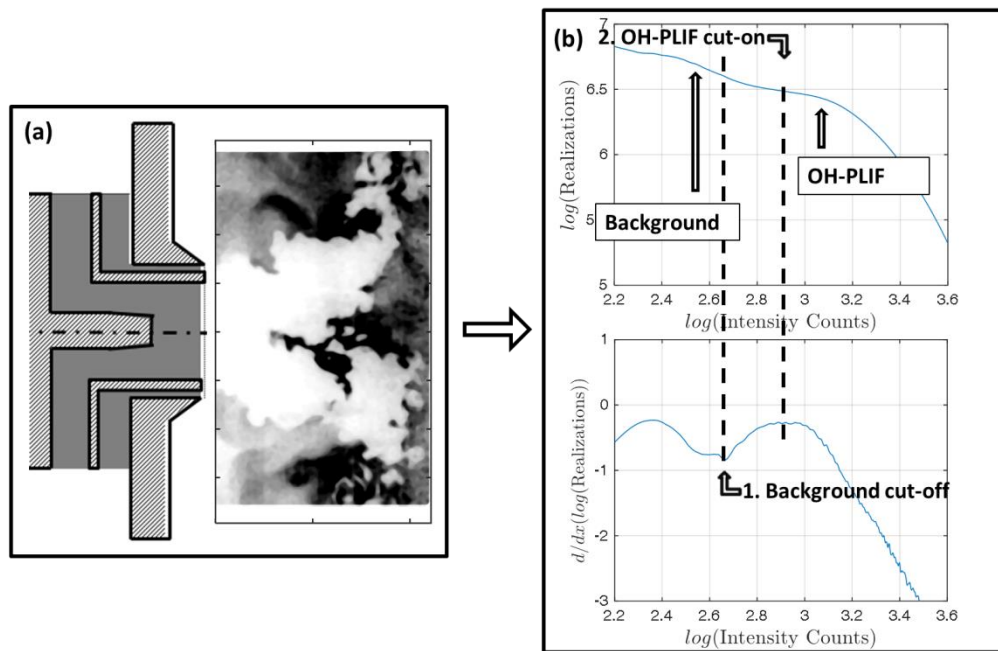 (a)
(b)
2. OH-PLIF cut-on
7
6.5
6
5
5
log(Realizations)
Background
OH-PLIF
2.2 2.4 2.6 2.8 3 3.2 3.4 3.6
log(Intensity Counts)
1
0
-1
-2
-3
d/dx(log(Realizations))
1. Background cut-off
2.2 2.4 2.6 2.8 3 3.2 3.4 3.6
log(Intensity Counts)